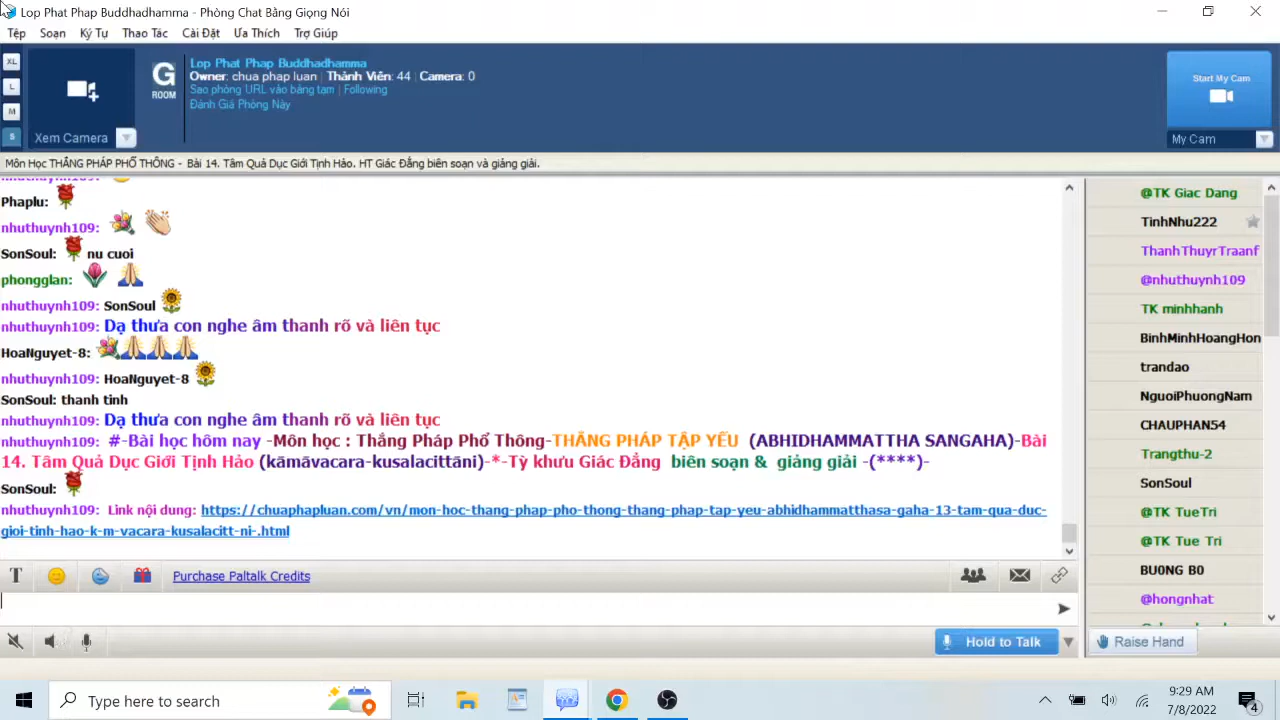 Lop Phat Phap Buddhadhamma - Phòng Chat Bằng Giọng Nói
Tệp Soạn Ký Tự Thao Tác Cài Đặt Ưa Thích Trợ Giúp
XL
L
M
S
Xem Camera
G
ROOM
Lop Phat Phap Buddhadhamma
Owner: chua phap luan | Thành Viên: 44 | Camera: 0
Sao phòng URL vào bảng tạm | Following
Đánh Giá Phòng Này
Start My Cam
My Cam
Môn Học THẮNG PHÁP PHỔ THÔNG - Bài 14. Tâm Quả Dục Giới Tịnh Hảo. HT Giác Đẳng biên soạn và giảng giải.
nhuthuynh109:
Phaplu:
nhuthuynh109:
SonSoul: nu cuoi
phongglan:
nhuthuynh109: SonSoul
nhuthuynh109: Dạ thưa con nghe âm thanh rõ và liên tục
HoaNguyet-8:
nhuthuynh109: HoaNguyet-8
SonSoul: thanh tinh
nhuthuynh109: Dạ thưa con nghe âm thanh rõ và liên tục
nhuthuynh109: #-Bài học hôm nay -Môn học : Thắng Pháp Phổ Thông-THẮNG PHÁP TẬP YẾU (ABHIDHAMMATTHA SANGAHA)-Bài
14. Tâm Quả Dục Giới Tịnh Hảo (kāmāvacara-kusalacittāni)-*-Tỳ khưu Giác Đẳng biên soạn & giảng giải -(****)-
SonSoul:
nhuthuynh109: Link nội dung: https://chuaphapluan.com/vn/mon-hoc-thang-phap-pho-thong-thang-phap-tap-yeu-abhidhammatthasa-gaha-13-tam-qua-duc-
gioi-tinh-hao-k-m-vacara-kusalacitt-ni-.html
@TK Giac Dang
TinhNhu222
ThanhThuyrTraanf
@nhuthuynh109
TK minhhanh
BinhMinhHoangHon
trandao
NguoiPhuongNam
CHAUPHAN54
Trangthu-2
SonSoul
@TK TueTri
@TK Tue Tri
BU0NG B0
@hongnhat
T
Purchase Paltalk Credits
Hold to Talk
Raise Hand
Type here to search
9:29 AM
7/8/2022
4